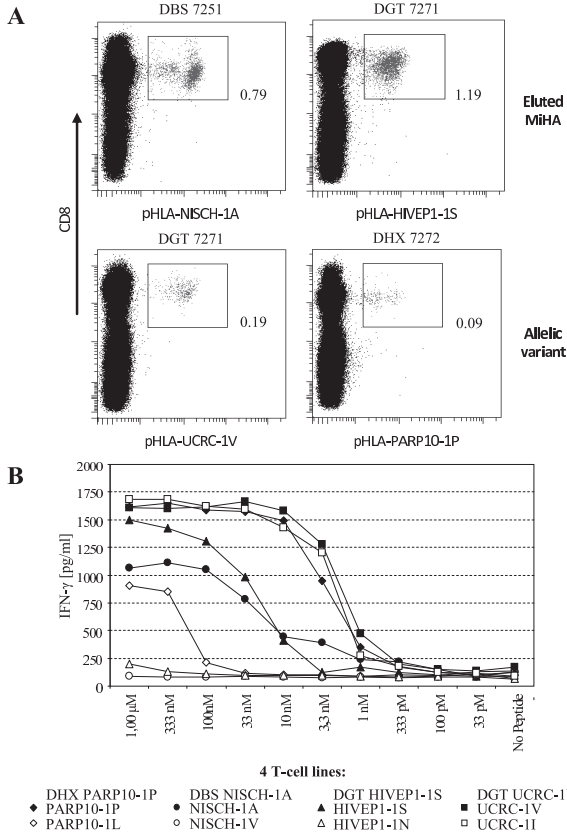 A
DBS 7251
DGT 7271
0.79
1.19
Eluted
MiHA
pHLA-NISCH-1A
pHLA-HIVEP1-1S
CD8
DGT 7271
DHX 7272
0.19
0.09
Allelic
variant
pHLA-UCRC-1V
pHLA-PARP10-1P
B
IFN-γ [pg/ml]
2000
1750
1500
1250
1000
750
500
250
0
1,00 µM
333 nM
100nM
33 nM
10 nM
3,3 nM
1 nM
333 pM
100 pM
33 pM
No Peptide
4 T-cell lines:
DHX PARP10-1P DBS NISCH-1A DGT HIVEP1-1S DGT UCRC-1
PARP10-1P NISCH-1A HIVEP1-1S UCRC-1V
PARP10-1L NISCH-1V HIVEP1-1N UCRC-1I